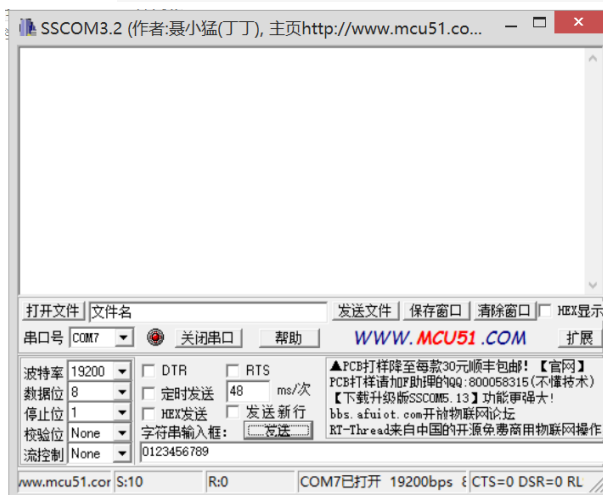 SSCOM3.2 (作者:聂小猛(丁丁), 主页http://www.mcu51.co...
打开文件 文件名 发送文件 保存窗口 清除窗口 HEX显示
串口号 COM7 关闭串口 帮助 WWW.MCU51.COM 扩展
波特率 19200 DTR RTS
数据位 8 定时发送 48 ms/次
停止位 1 HEX发送 发送新行
校验位 None 字符串输入框: 发送
流控制 None 0123456789
▲PCB打样降至每款30元顺丰包邮!【官网】
PCB打样请加F助理的QQ:800058315(不懂技术)
【下载升级版SSCOM5.13】功能更强大!
bbs.afuiot.com开创物联网论坛
RT-Thread来自中国的开源免费商用物联网操作
www.mcu51.cor S:10 R:0 COM7已打开 19200bps 8 CTS=0 DSR=0 RL